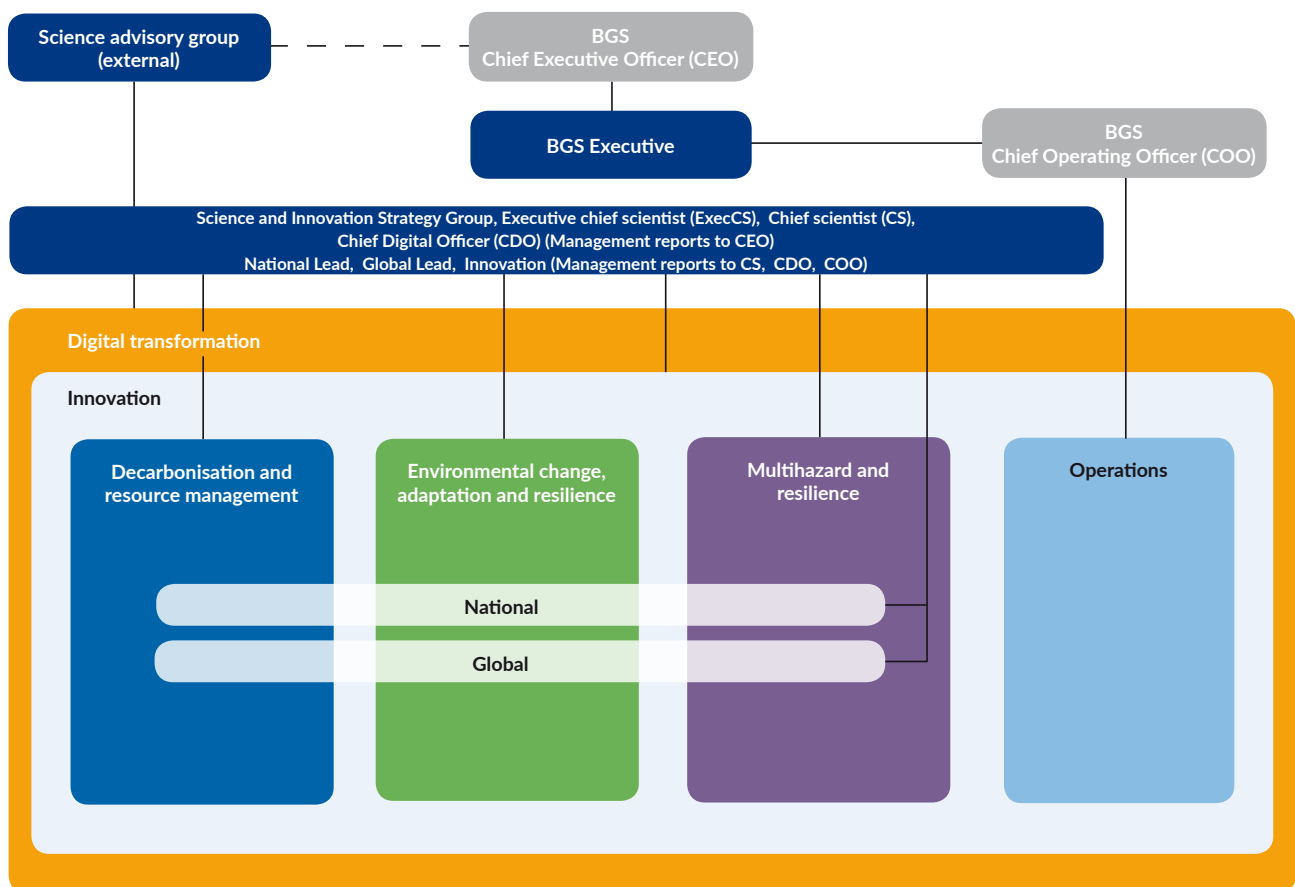 Science advisory group
(external)
BGS
Chief Executive Officer (CEO)
BGS Executive
BGS
Chief Operating Officer (COO)
Science and Innovation Strategy Group, Executive chief scientist (ExecCS), Chief scientist (CS),
Chief Digital Officer (CDO) (Management reports to CEO)
National Lead, Global Lead, Innovation (Management reports to CS, CDO, COO)
Digital transformation
Innovation
Decarbonisation and
resource management
Environmental change,
adaptation and resilience
Multihazard and
resilience
Operations
National
Global